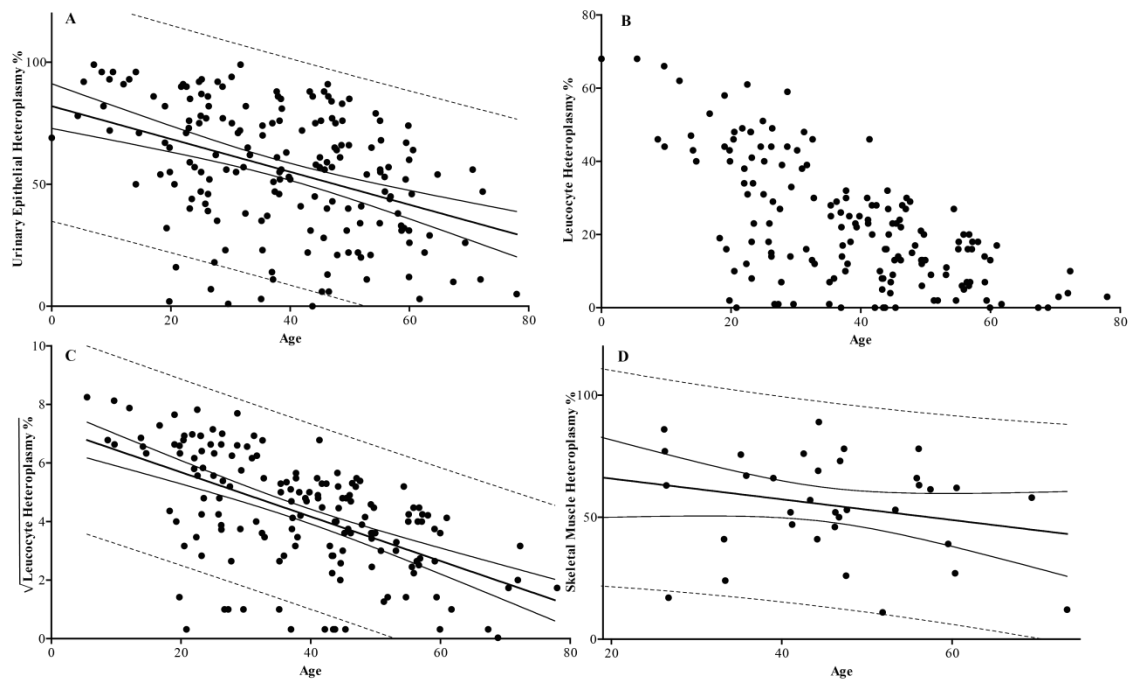 A
Urinary Epithelial Heteroplasmy %
100
50
0
0 20 40 60 80
Age
B
Leucocyte Heteroplasmy %
80
60
40
20
0
0 20 40 60 80
Age
C
√Leucocyte Heteroplasmy %
10
8
6
4
2
0
20 40 60 80
Age
D
Skeletal Muscle Heteroplasmy %
100
50
0
20 40 60
Age